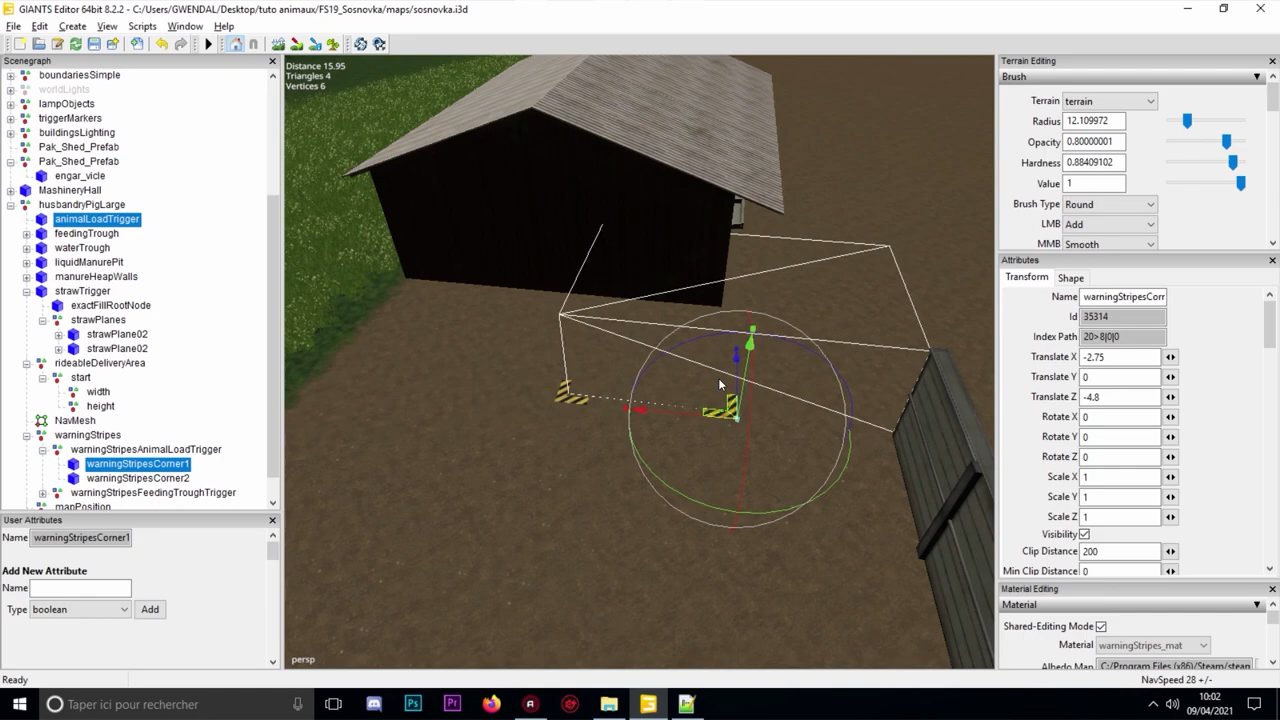 GIANTS Editor 64bit 8.2.2 - C:/Users/GWENDAL/Desktop/tuto animaux/FS19_Sosnovka/maps/sosnovka.i3d
File Edit Create View Scripts Window Help
Scenegraph
boundariesSimple
worldLights
lampObjects
triggerMarkers
buildingsLighting
Pak_Shed_Prefab
Pak_Shed_Prefab
engar_vicle
MashineryHall
husbandryPigLarge
animalLoadTrigger
feedingTrough
waterTrough
liquidManurePit
manureHeapWalls
strawTrigger
exactFillRootNode
strawPlanes
strawPlane02
strawPlane02
rideableDeliveryArea
start
width
height
NavMesh
warningStripes
warningStripesAnimalLoadTrigger
warningStripesCorner1
warningStripesCorner2
warningStripesFeedingTroughTrigger
mapPosition
User Attributes
Name warningStripesCorner1
Add New Attribute
Name
Type boolean Add
Distance 15.95
Triangles 4
Vertices 6
persp
Terrain Editing
Brush
Terrain terrain
Radius 12.109972
Opacity 0.80000001
Hardness 0.88409102
Value 1
Brush Type Round
LMB Add
MMB Smooth
Attributes
Transform Shape
Name warningStripesCorr
Id 35314
Index Path 20>8|0|0
Translate X -2.75
Translate Y 0
Translate Z -4.8
Rotate X 0
Rotate Y 0
Rotate Z 0
Scale X 1
Scale Y 1
Scale Z 1
Visibility
Clip Distance 200
Min Clip Distance 0
Material Editing
Material
Shared-Editing Mode
Material warningStripes_mat
Albedo Map C:/Program Files (x86)/Steam/steam
Ready
NavSpeed 28 +/-
Taper ici pour rechercher
10:02
09/04/2021